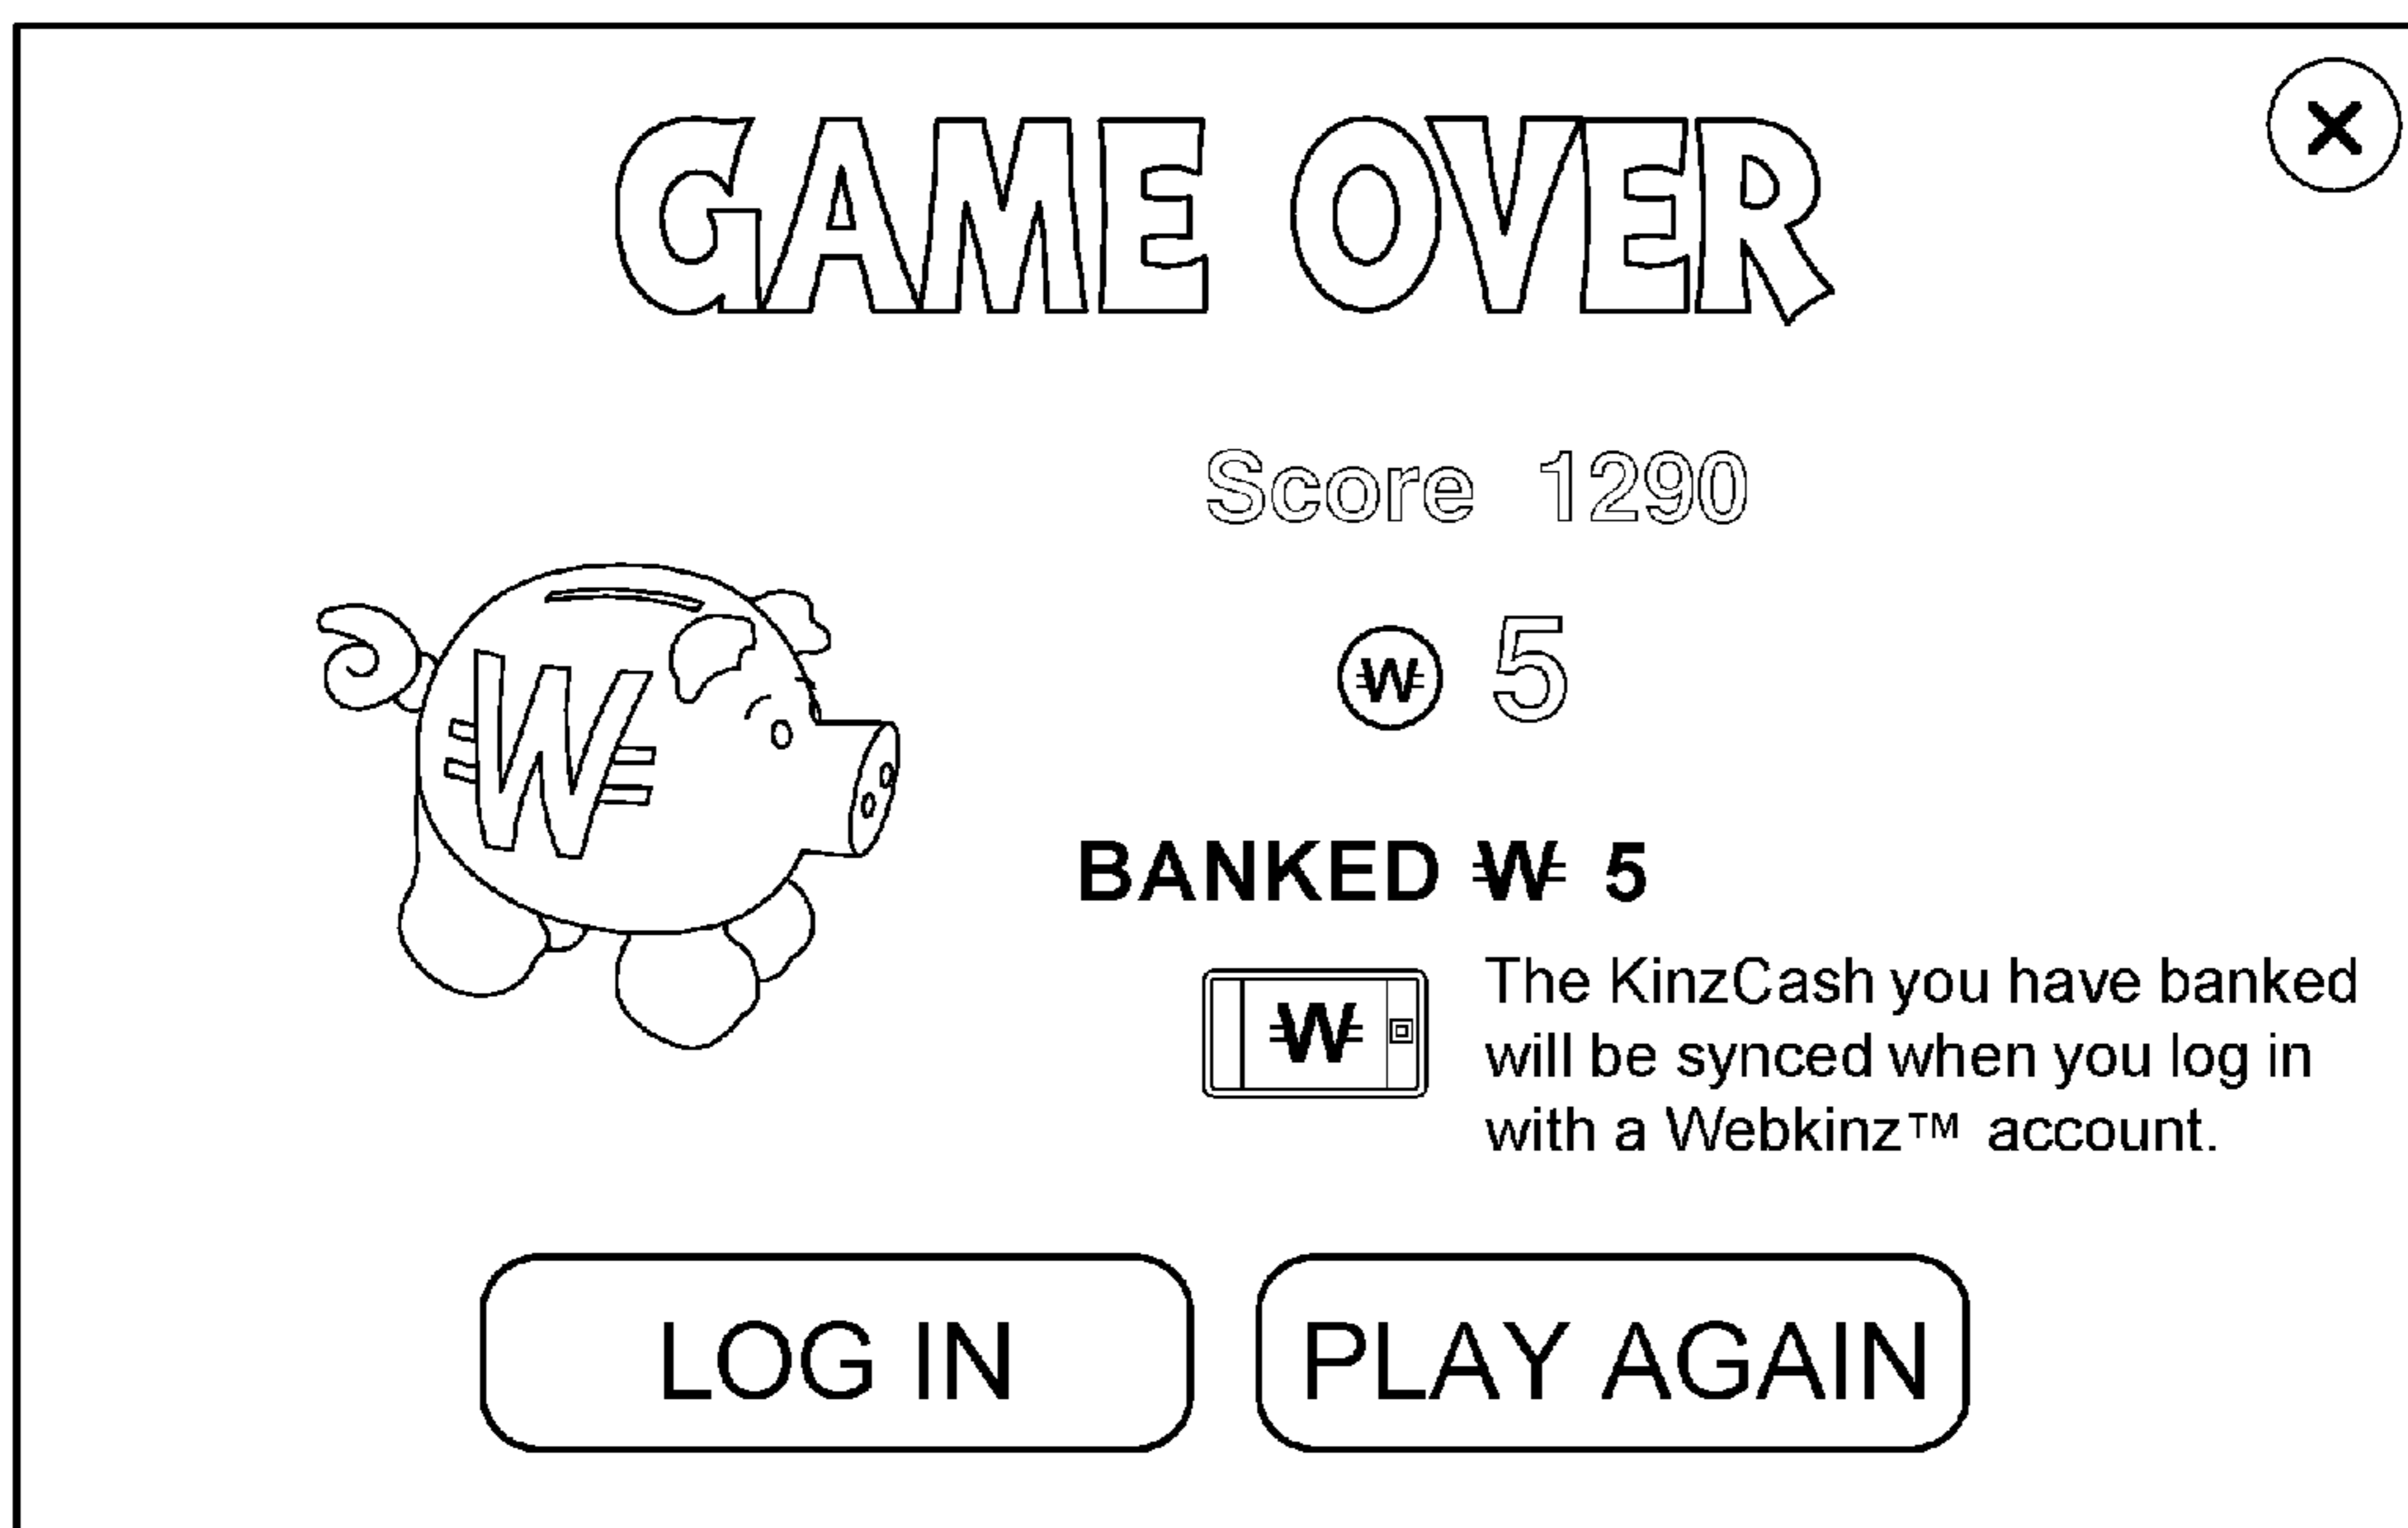 GAME OVER
Score 1290
₩ 5
₩
BANKED ₩ 5
₩
The KinzCash you have banked
will be synced when you log in
with a Webkinz™ account.
LOG IN
PLAY AGAIN